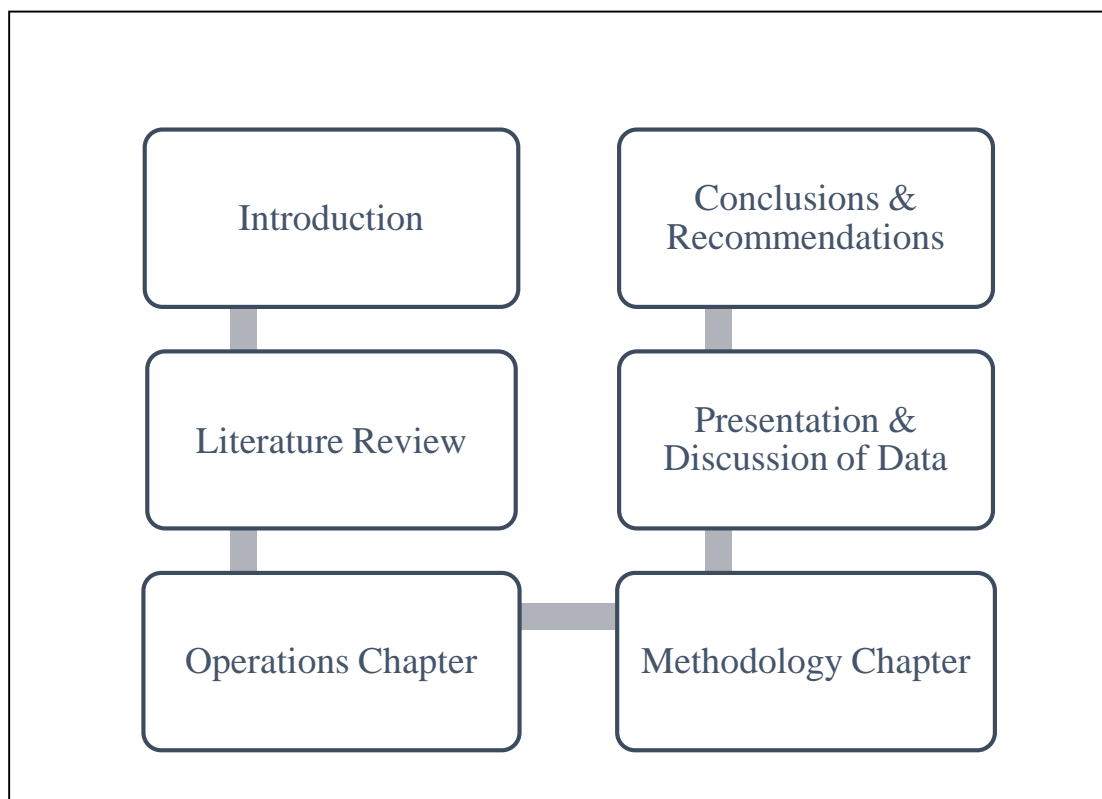 Introduction
Literature Review
Operations Chapter
Methodology Chapter
Presentation &
Discussion of Data
Conclusions &
Recommendations